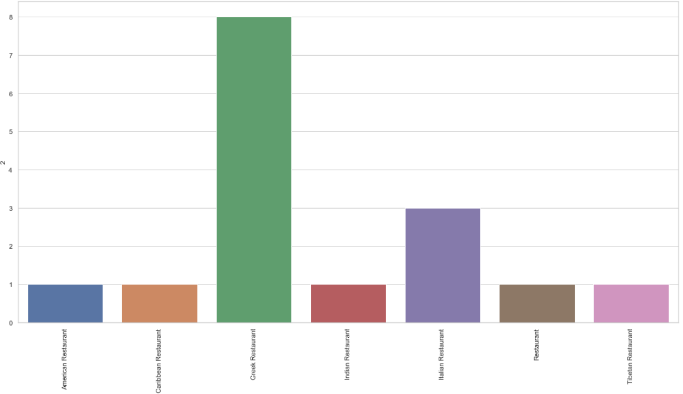 8
7
6
5
4
3
2
1
0
2
American Restaurant
Caribbean Restaurant
Greek Restaurant
Indian Restaurant
Italian Restaurant
Restaurant
Tibetan Restaurant